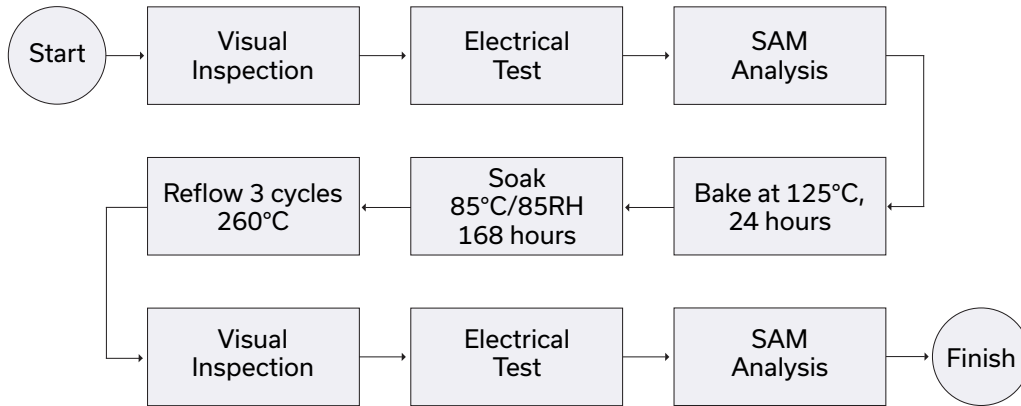 Start
Visual
Inspection
Electrical
Test
SAM
Analysis
Bake at 125°C,
24 hours
Soak
85°C/85RH
168 hours
Reflow 3 cycles
260°C
Visual
Inspection
Electrical
Test
SAM
Analysis
Finish